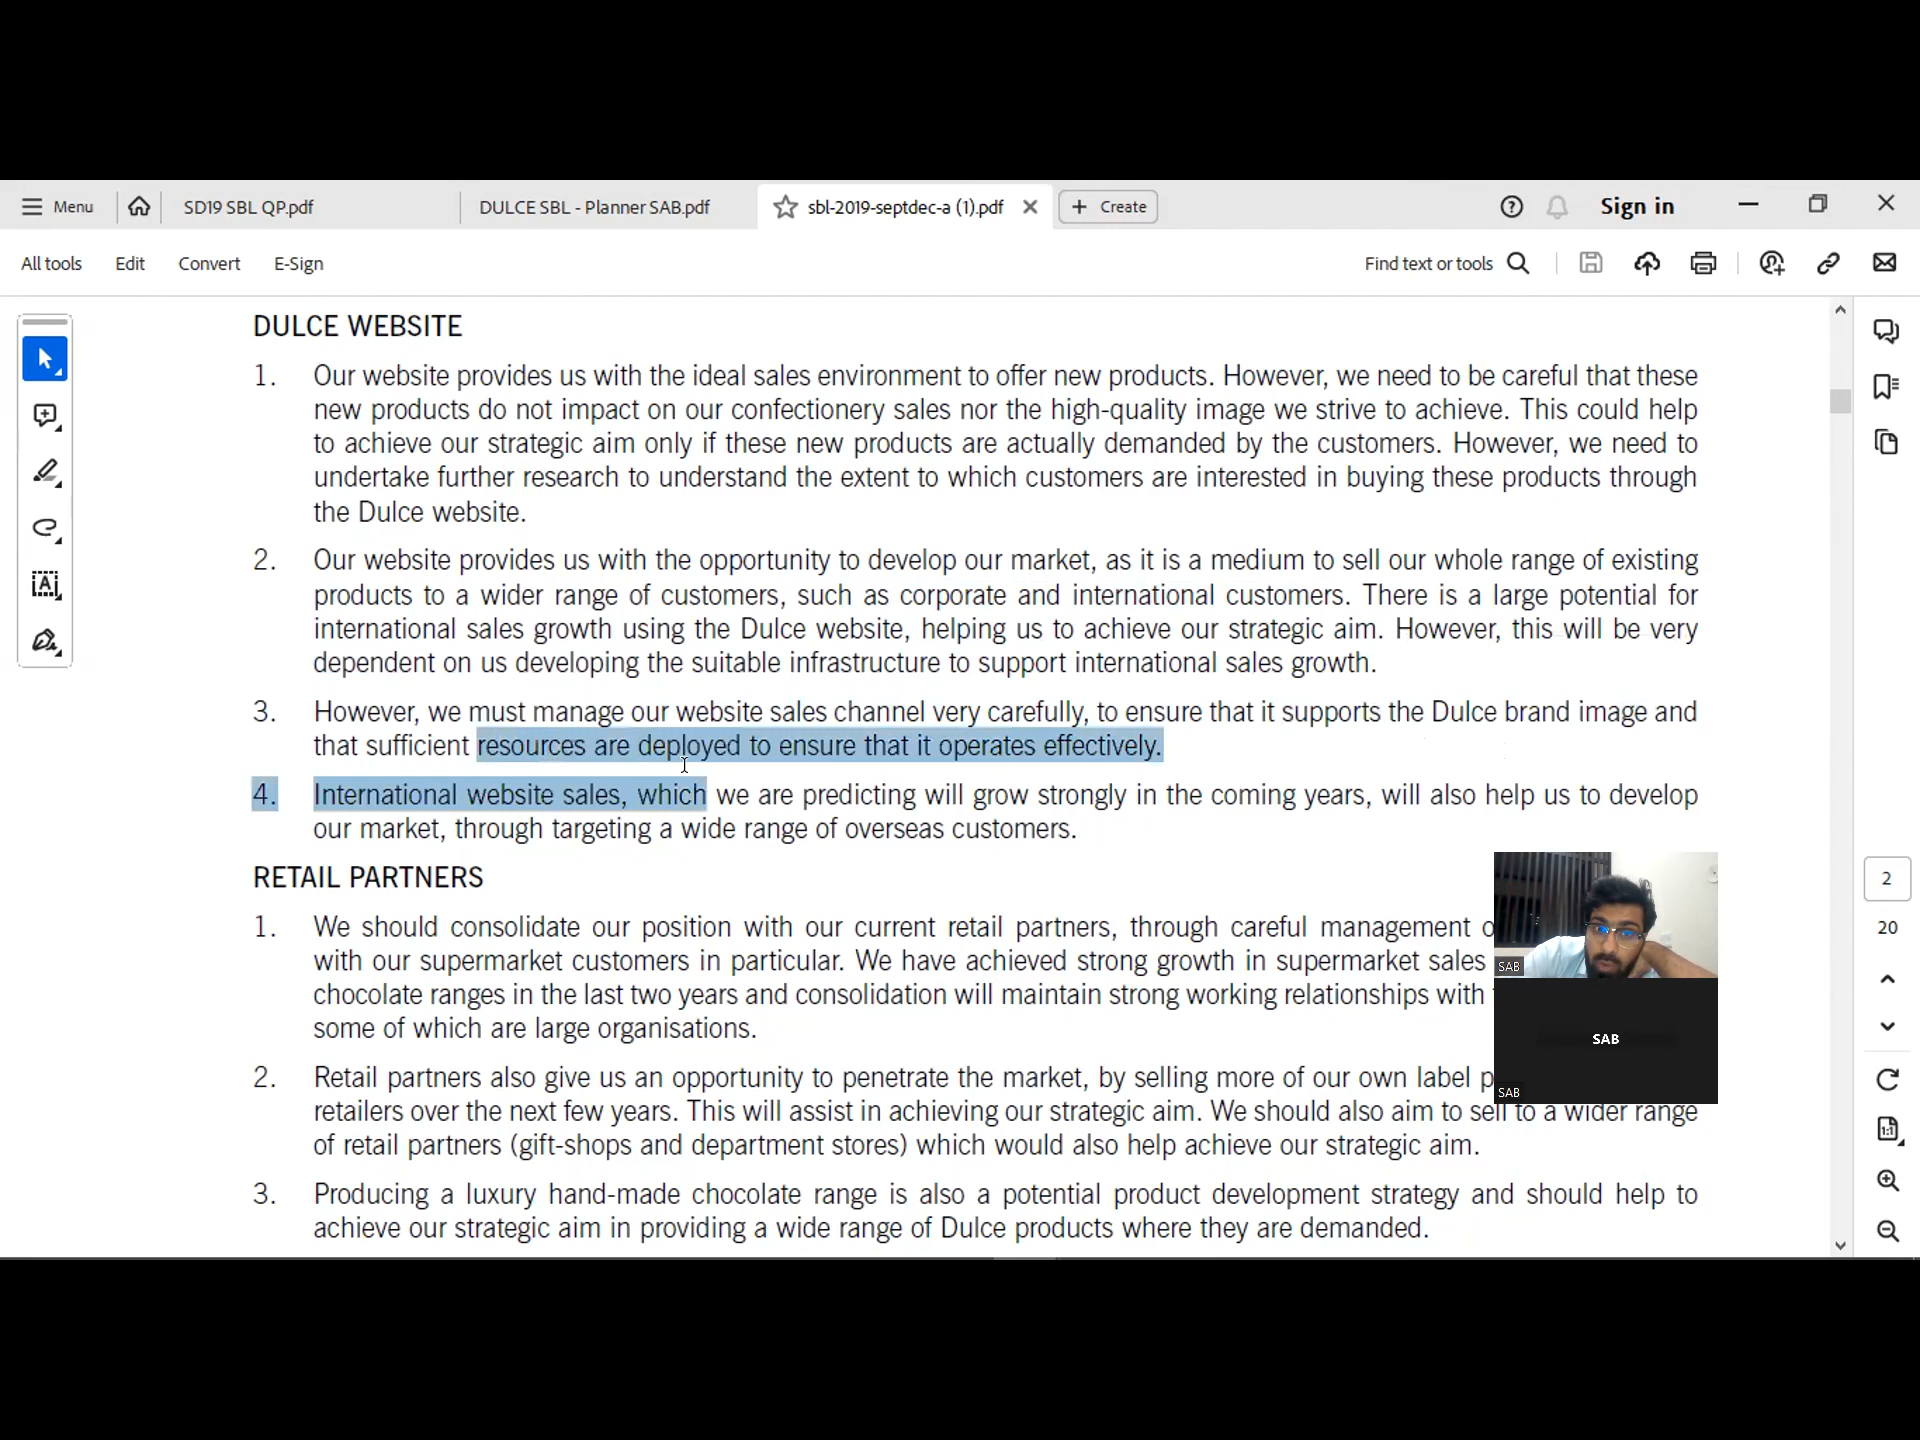 Menu
SD19 SBL QP.pdf
DULCE SBL - Planner SAB.pdf
sbl-2019-septdec-a (1).pdf
Create
Sign in
All tools
Edit
Convert
E-Sign
Find text or tools
DULCE WEBSITE
1. Our website provides us with the ideal sales environment to offer new products. However, we need to be careful that these
new products do not impact on our confectionery sales nor the high-quality image we strive to achieve. This could help
to achieve our strategic aim only if these new products are actually demanded by the customers. However, we need to
undertake further research to understand the extent to which customers are interested in buying these products through
the Dulce website.
2. Our website provides us with the opportunity to develop our market, as it is a medium to sell our whole range of existing
products to a wider range of customers, such as corporate and international customers. There is a large potential for
international sales growth using the Dulce website, helping us to achieve our strategic aim. However, this will be very
dependent on us developing the suitable infrastructure to support international sales growth.
3. However, we must manage our website sales channel very carefully, to ensure that it supports the Dulce brand image and
that sufficient resources are deployed to ensure that it operates effectively.
4. International website sales, which we are predicting will grow strongly in the coming years, will also help us to develop
our market, through targeting a wide range of overseas customers.
RETAIL PARTNERS
1. We should consolidate our position with our current retail partners, through careful management
with our supermarket customers in particular. We have achieved strong growth in supermarket sales
chocolate ranges in the last two years and consolidation will maintain strong working relationships with
some of which are large organisations.
2. Retail partners also give us an opportunity to penetrate the market, by selling more of our own label
retailers over the next few years. This will assist in achieving our strategic aim. We should also aim to sell to a wider range
of retail partners (gift-shops and department stores) which would also help achieve our strategic aim.
3. Producing a luxury hand-made chocolate range is also a potential product development strategy and should help to
achieve our strategic aim in providing a wide range of Dulce products where they are demanded.
SAB
SAB
SAB
2
20
1:1